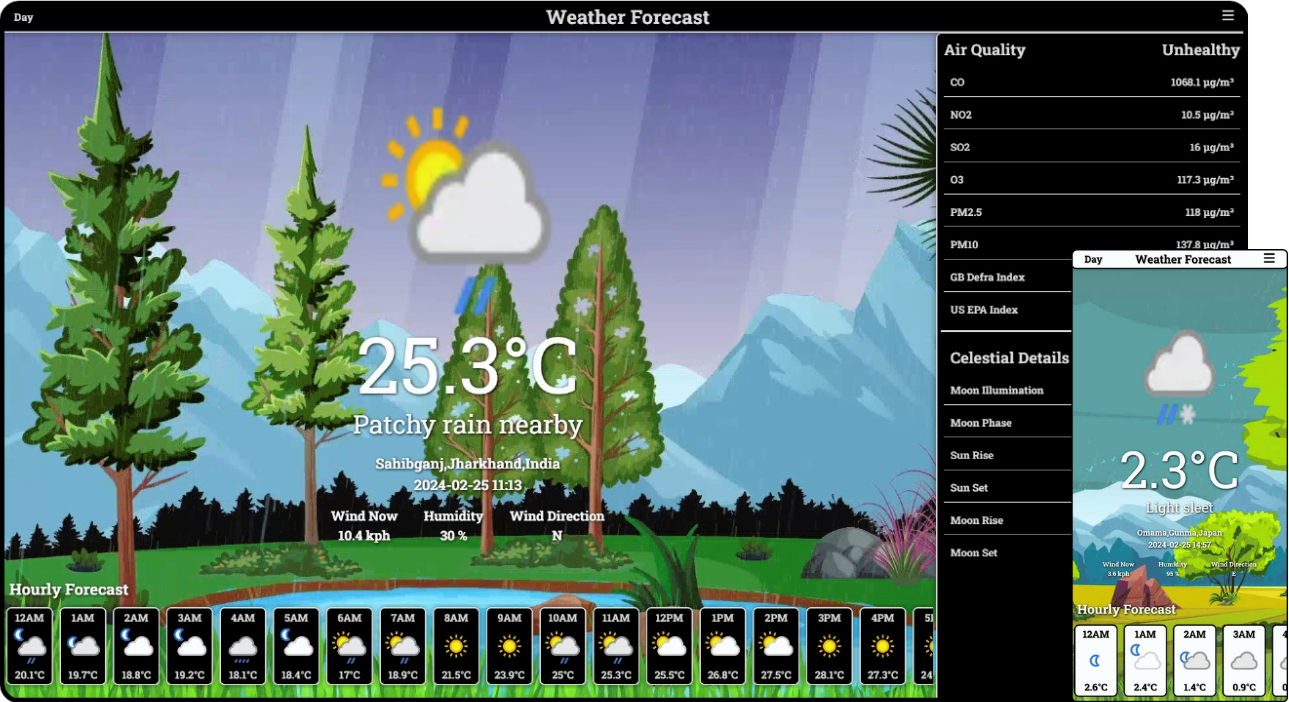 Day Weather Forecast ☰
Air Quality Unhealthy
CO 1068.1 µg/m³
NO2 10.5 µg/m³
SO2 16 µg/m³
O3 117.3 µg/m³
PM2.5 118 µg/m³
PM10 137.8 µg/m³
GB Defra Index
US EPA Index
Celestial Details
Moon Illumination
Moon Phase
Sun Rise
Sun Set
Moon Rise
Moon Set
25.3°C
Patchy rain nearby
Sahibganj,Jharkhand,India
2024-02-25 11:13
Wind Now Humidity Wind Direction
10.4 kph 30 % N
Hourly Forecast
12AM 1AM 2AM 3AM 4AM 5AM 6AM 7AM 8AM 9AM 10AM 11AM 12PM 1PM 2PM 3PM 4PM
20.1°C 19.7°C 18.8°C 19.2°C 18.1°C 18.4°C 17°C 18.9°C 21.5°C 23.9°C 25°C 25.3°C 25.5°C 26.8°C 27.5°C 28.1°C 27.3°C 24
Day Weather Forecast ☰
2.3°C
Light sleet
Omama,Gunma,Japan
2024-02-25 14:57
Wind Now Humidity Wind Direction
3.6 kph 95 % E
Hourly Forecast
12AM 1AM 2AM 3AM 4
2.6°C 2.4°C 1.4°C 0.9°C 0